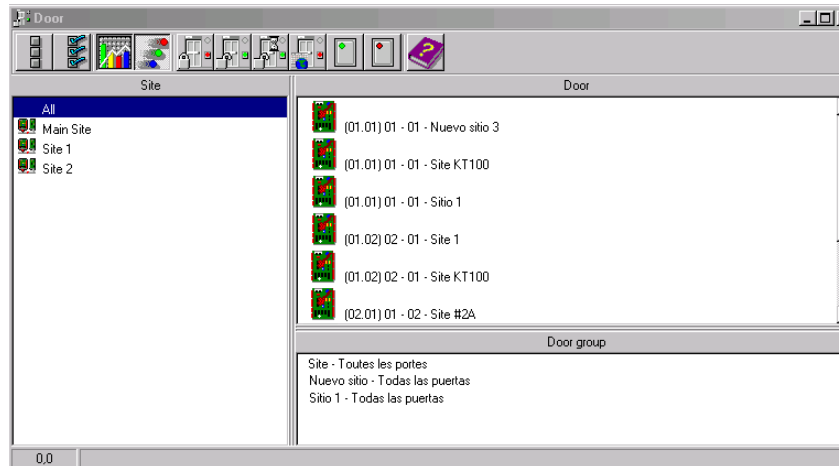 Door
Site
All
Main Site
Site 1
Site 2
Door
(01.01) 01 - 01 - Nuevo sitio 3
(01.01) 01 - 01 - Site KT100
(01.01) 01 - 01 - Sitio 1
(01.02) 02 - 01 - Site 1
(01.02) 02 - 01 - Site KT100
(02.01) 01 - 02 - Site #2A
Door group
Site - Toutes les portes
Nuevo sitio - Todas las puertas
Sitio 1 - Todas las puertas
0,0